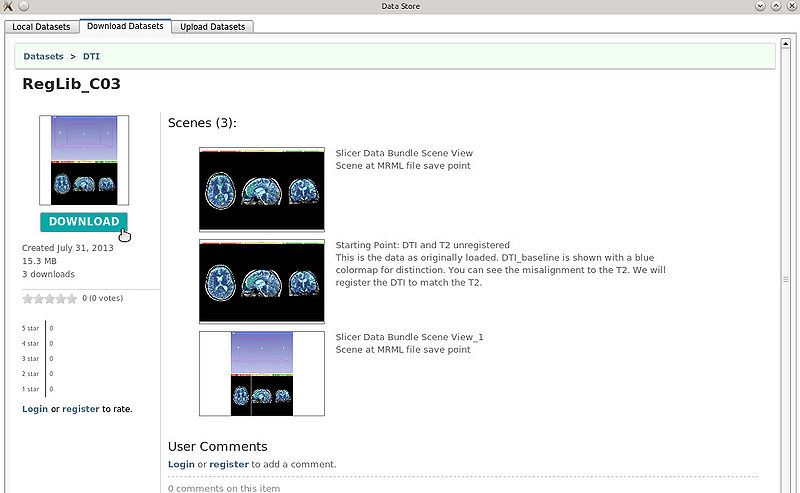 Data Store
Local Datasets
Download Datasets
Upload Datasets
Datasets > DTI
RegLib_C03
DOWNLOAD
Created July 31, 2013
15.3 MB
3 downloads
0 (0 votes)
5 star 0
4 star 0
3 star 0
2 star 0
1 star 0
Login or register to rate.
Scenes (3):
Slicer Data Bundle Scene View
Scene at MRML file save point
Starting Point: DTI and T2 unregistered
This is the data as originally loaded. DTI_baseline is shown with a blue
colormap for distinction. You can see the misalignment to the T2. We will
register the DTI to match the T2.
Slicer Data Bundle Scene View_1
Scene at MRML file save point
User Comments
Login or register to add a comment.
0 comments on this item